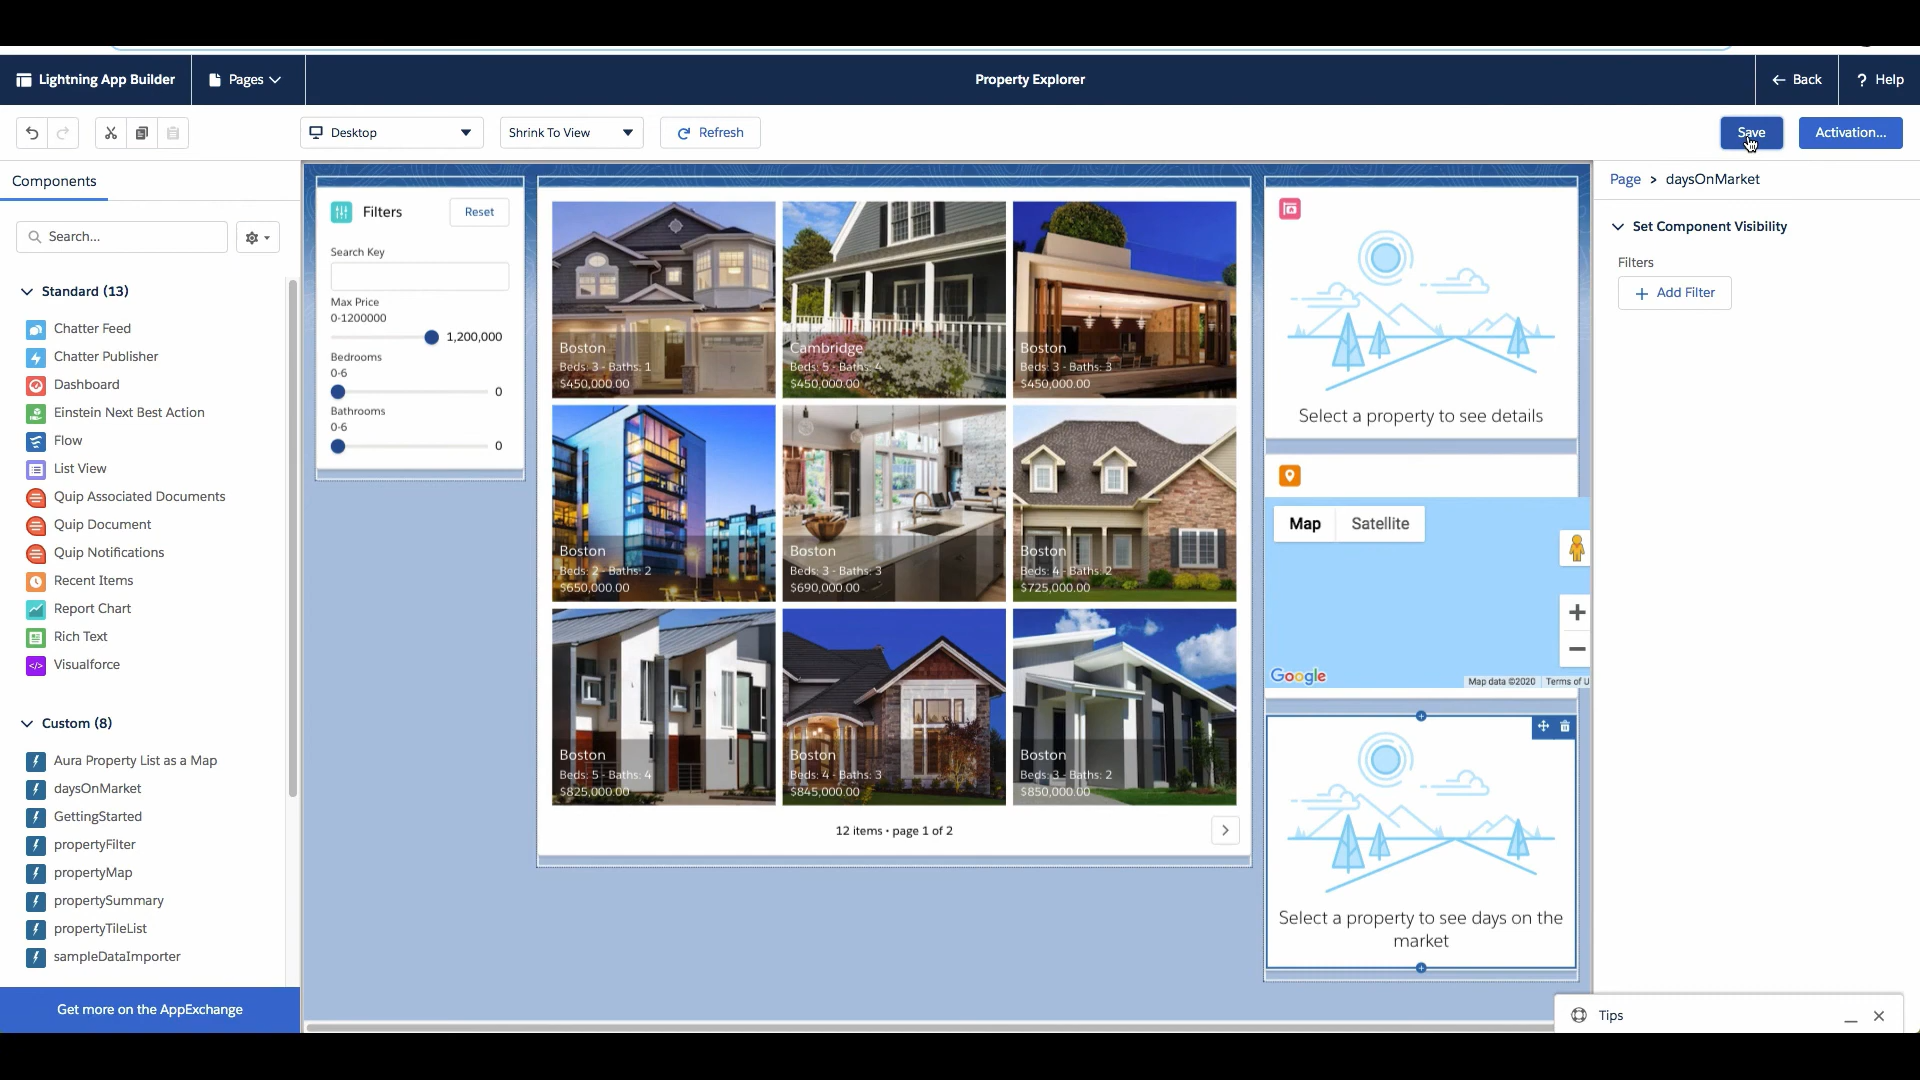 Lightning App Builder
Pages
Property Explorer
Back
? Help
Desktop
Shrink To View
Refresh
Save
Activation...
Components
Search...
Standard (13)
Chatter Feed
Chatter Publisher
Dashboard
Einstein Next Best Action
Flow
List View
Quip Associated Documents
Quip Document
Quip Notifications
Recent Items
Report Chart
Rich Text
Visualforce
Custom (8)
Aura Property List as a Map
daysOnMarket
GettingStarted
propertyFilter
propertyMap
propertySummary
propertyTileList
sampleDataImporter
Get more on the AppExchange
Filters
Reset
Search Key
Max Price
0-1200000
1,200,000
Bedrooms
0-6
0
Bathrooms
0-6
0
Boston
Beds: 3 - Baths: 1
$450,000.00
Cambridge
Beds: 5 - Baths: 4
$450,000.00
Boston
Beds: 3 - Baths: 3
$450,000.00
Boston
Beds: 2 - Baths: 2
$650,000.00
Boston
Beds: 3 - Baths: 3
$690,000.00
Boston
Beds: 4 - Baths: 2
$725,000.00
Boston
Beds: 5 - Baths: 4
$825,000.00
Boston
Beds: 4 - Baths: 3
$845,000.00
Boston
Beds: 3 - Baths: 2
$850,000.00
12 items • page 1 of 2
Select a property to see details
Map
Satellite
Google
Map data ©2020
Terms of U
Select a property to see days on the
market
Page > daysOnMarket
Set Component Visibility
Filters
+ Add Filter
Tips